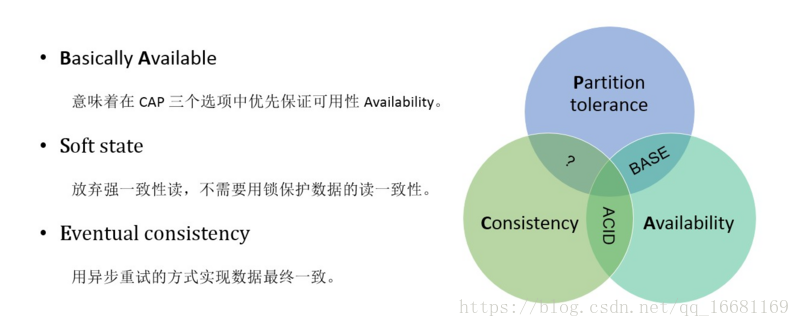 • Basically Available
意味着在 CAP 三个选项中优先保证可用性 Availability。
• Soft state
放弃强一致性读，不需要用锁保护数据的读一致性。
• Eventual consistency
用异步重试的方式实现数据最终一致。
Partition
tolerance
?
BASE
Consistency
ACID
Availability
https://blog.csdn.net/qq_16681169